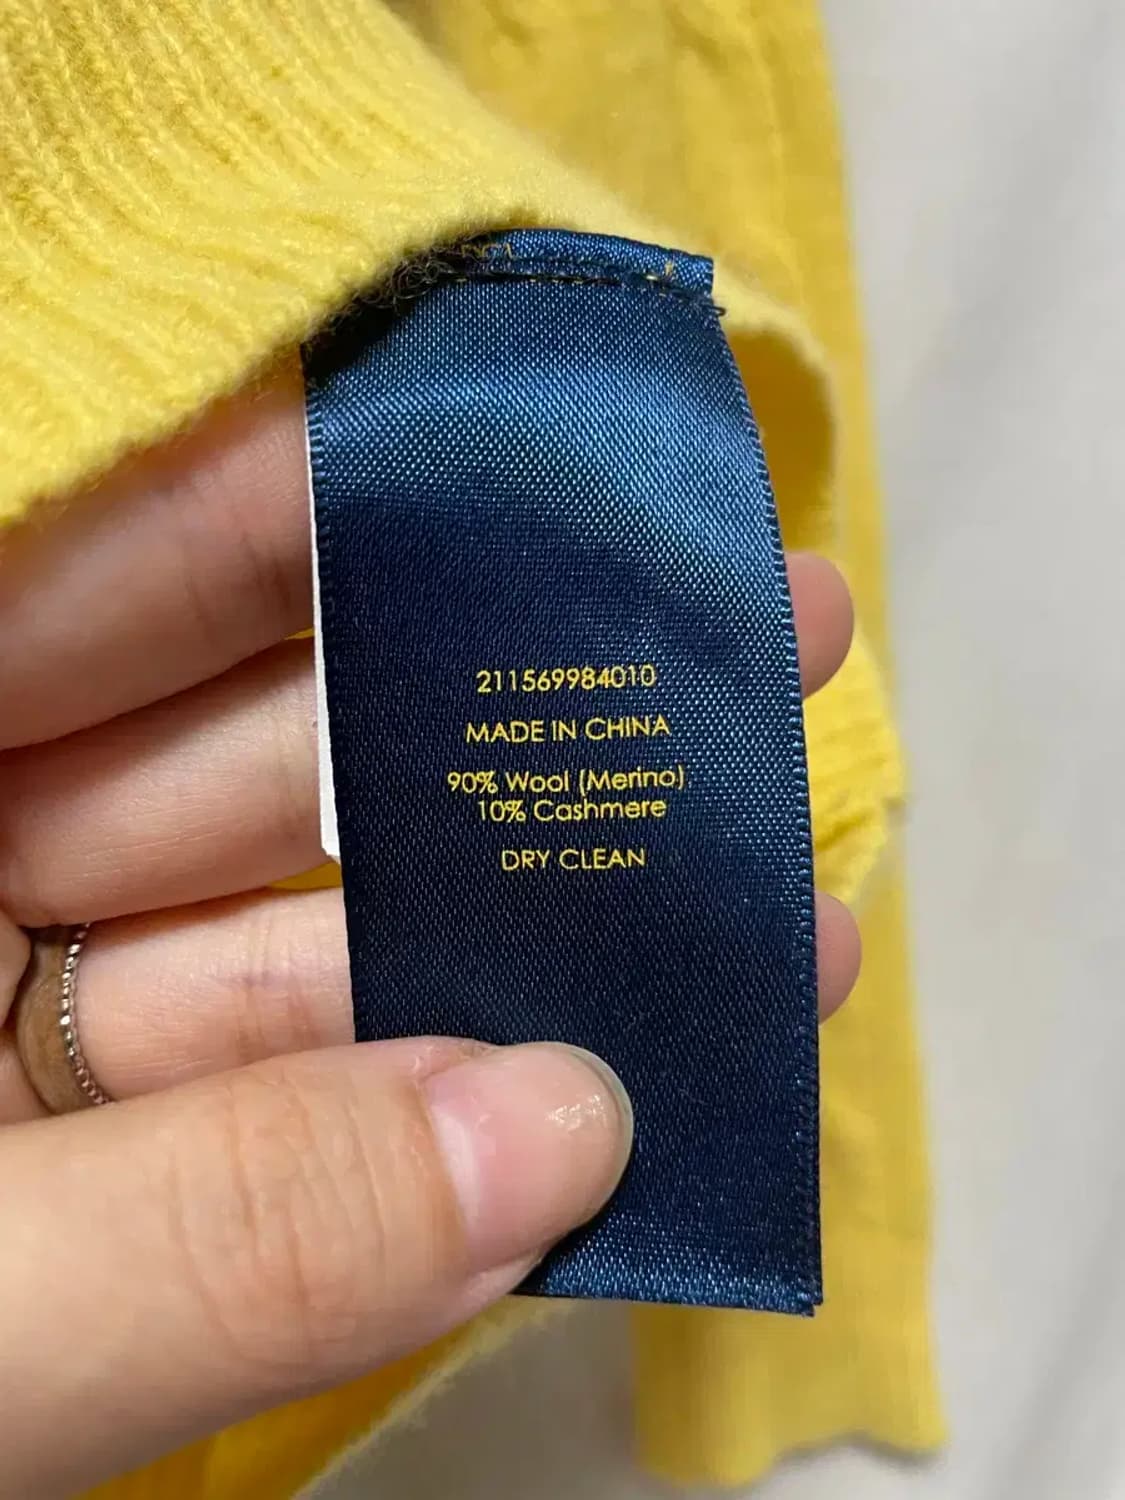 211569984010
MADE IN CHINA
90% Wool (Merino)
10% Cashmere
DRY CLEAN